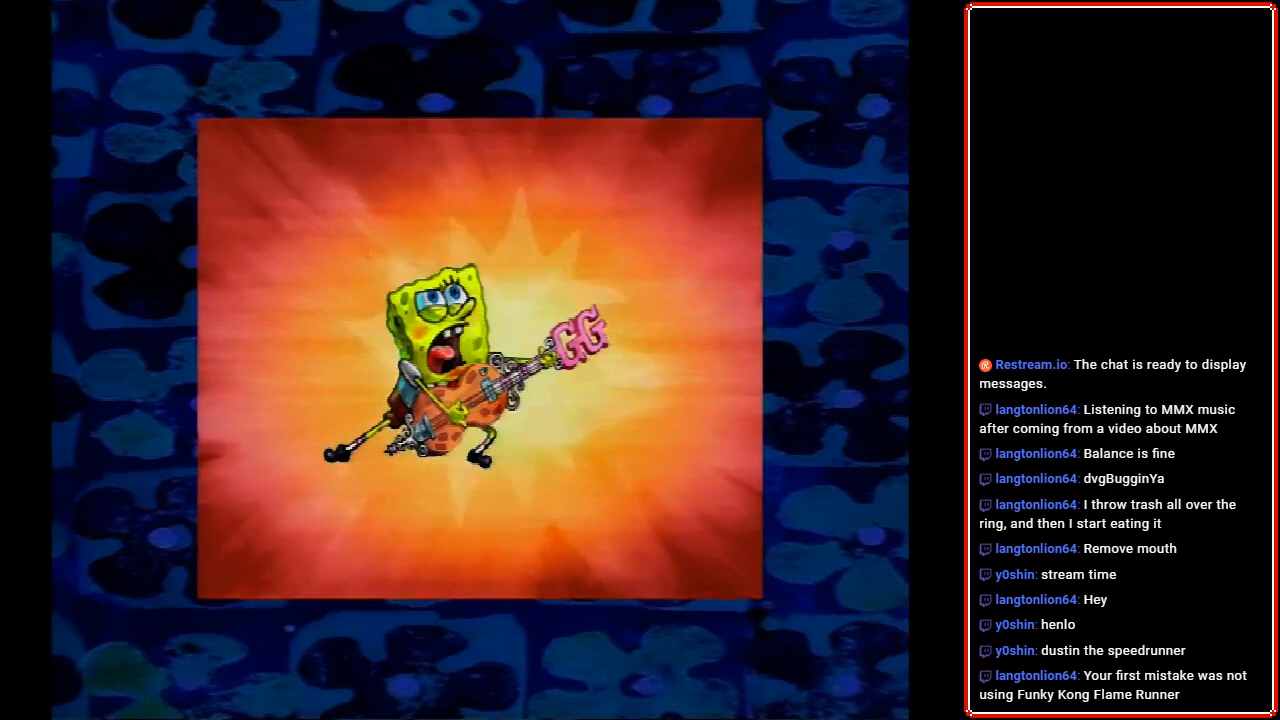 GG
Restream.io: The chat is ready to display
messages.
langtonlion64: Listening to MMX music
after coming from a video about MMX
langtonlion64: Balance is fine
langtonlion64: dvgBugginYa
langtonlion64: I throw trash all over the
ring, and then I start eating it
langtonlion64: Remove mouth
y0shin: stream time
langtonlion64: Hey
y0shin: henlo
y0shin: dustin the speedrunner
langtonlion64: Your first mistake was not
using Funky Kong Flame Runner